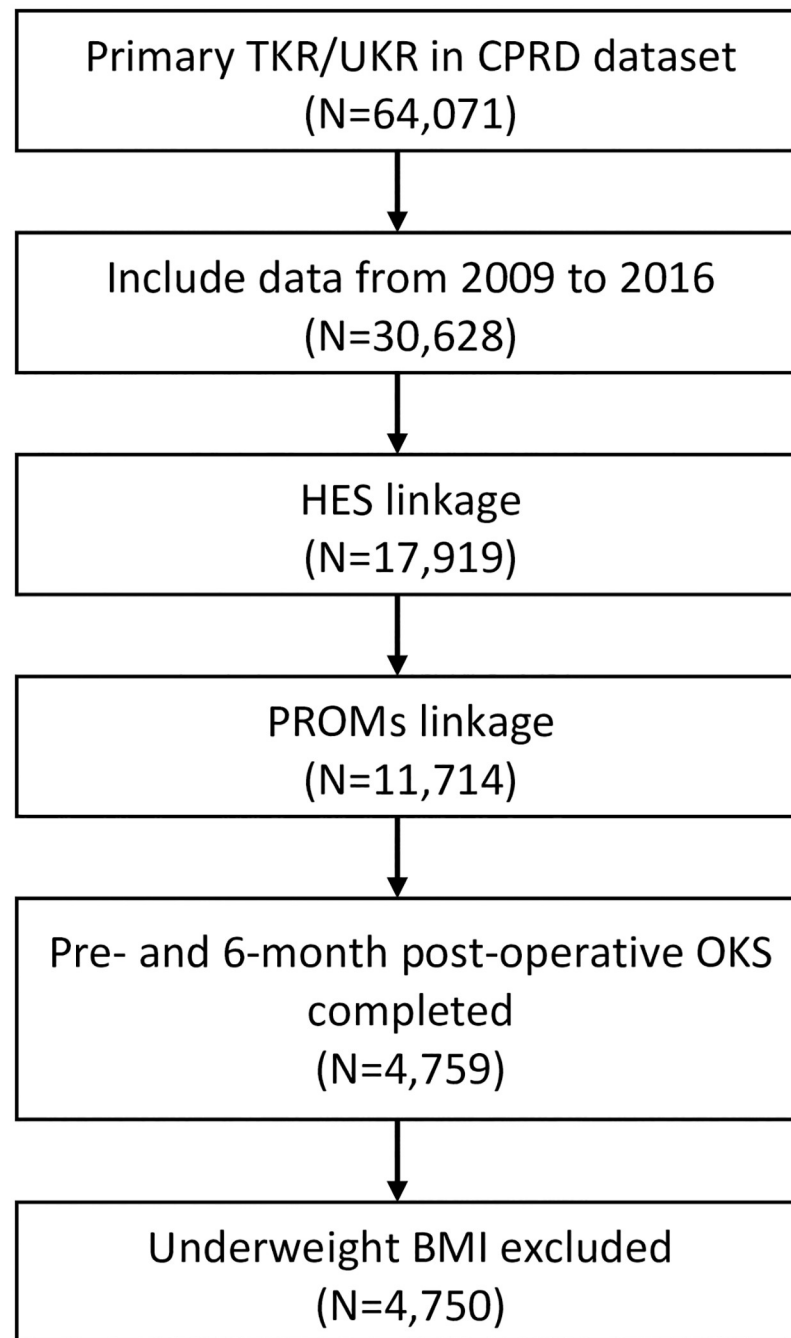 Primary TKR/UKR in CPRD dataset
(N=64,071)
Include data from 2009 to 2016
(N=30,628)
HES linkage
(N=17,919)
PROMs linkage
(N=11,714)
Pre- and 6-month post-operative OKS
completed
(N=4,759)
Underweight BMI excluded
(N=4,750)